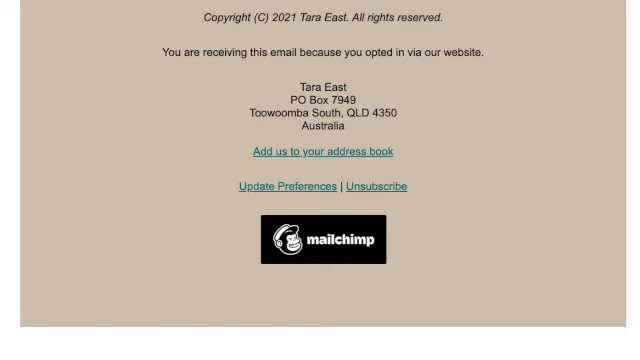 Copyright (C) 2021 Tara East. All rights reserved.
You are receiving this email because you opted in via our website.
Tara East
PO Box 7949
Toowoomba South, QLD 4350
Australia
Add us to your address book
Update Preferences | Unsubscribe
mailchimp